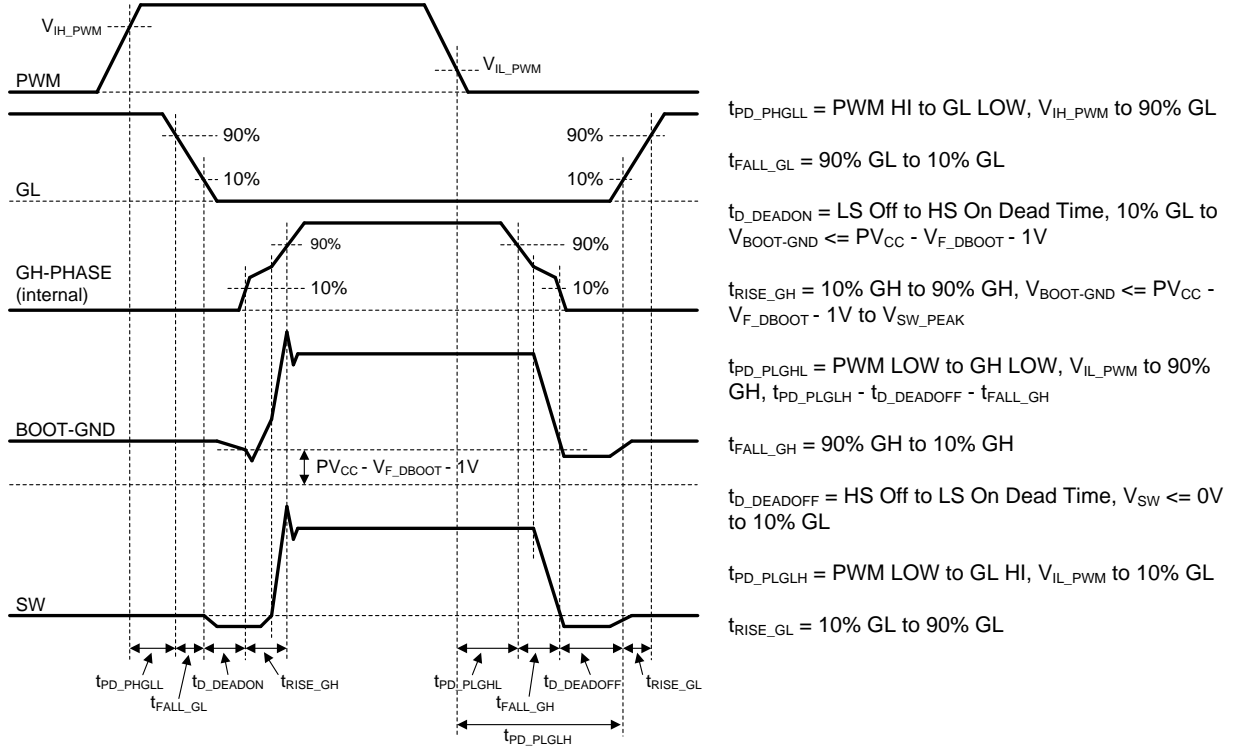 V_IH_PWM
V_IL_PWM
PWM
90%
90%
10%
10%
GL
90%
90%
GH-PHASE
(internal)
10%
10%
BOOT-GND
PV_CC - V_F_DBOOT - 1V
SW
t_PD_PHGLL
t_D_DEADON
t_RISE_GH
t_FALL_GL
t_PD_PLGHL
t_D_DEADOFF
t_RISE_GL
t_FALL_GH
t_PD_PLGLH
t_PD_PHGLL = PWM HI to GL LOW, V_IH_PWM to 90% GL
t_FALL_GL = 90% GL to 10% GL
t_D_DEADON = LS Off to HS On Dead Time, 10% GL to
V_BOOT-GND <= PV_CC - V_F_DBOOT - 1V
t_RISE_GH = 10% GH to 90% GH, V_BOOT-GND <= PV_CC -
V_F_DBOOT - 1V to V_SW_PEAK
t_PD_PLGHL = PWM LOW to GH LOW, V_IL_PWM to 90%
GH, t_PD_PLGLH - t_D_DEADOFF - t_FALL_GH
t_FALL_GH = 90% GH to 10% GH
t_D_DEADOFF = HS Off to LS On Dead Time, V_SW <= 0V
to 10% GL
t_PD_PLGLH = PWM LOW to GL HI, V_IL_PWM to 10% GL
t_RISE_GL = 10% GL to 90% GL